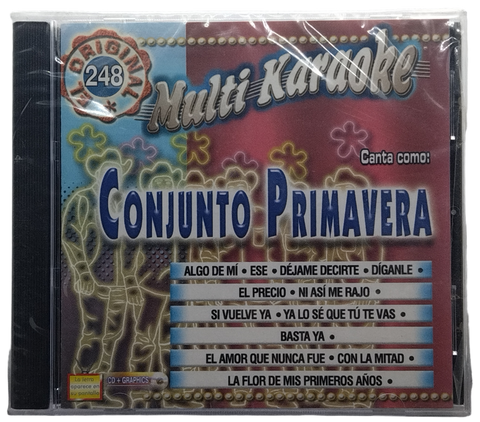 EL ORIGINAL
248
Multi Karaoke
Canta como:
CONJUNTO PRIMAVERA
ALGO DE MÍ • ESE • DÉJAME DECIRTE • DÍGANLE •
EL PRECIO • NI ASÍ ME RAJO •
SI VUELVE YA • YA LO SÉ QUE TÚ TE VAS •
BASTA YA •
EL AMOR QUE NUNCA FUE • CON LA MITAD •
LA FLOR DE MIS PRIMEROS AÑOS •
CD + GRAPHICS